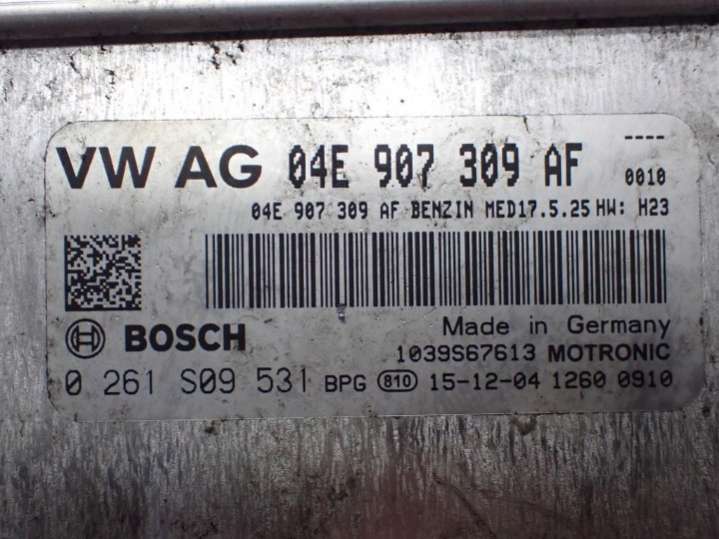 ----
VW AG 04E 907 309 AF 0010
04E 907 309 AF BENZIN MED17.5.25 HW: H23
BOSCH
Made in Germany
1039S67613 MOTRONIC
0 261 S09 531 BPG 810 15-12-04 1260 0910